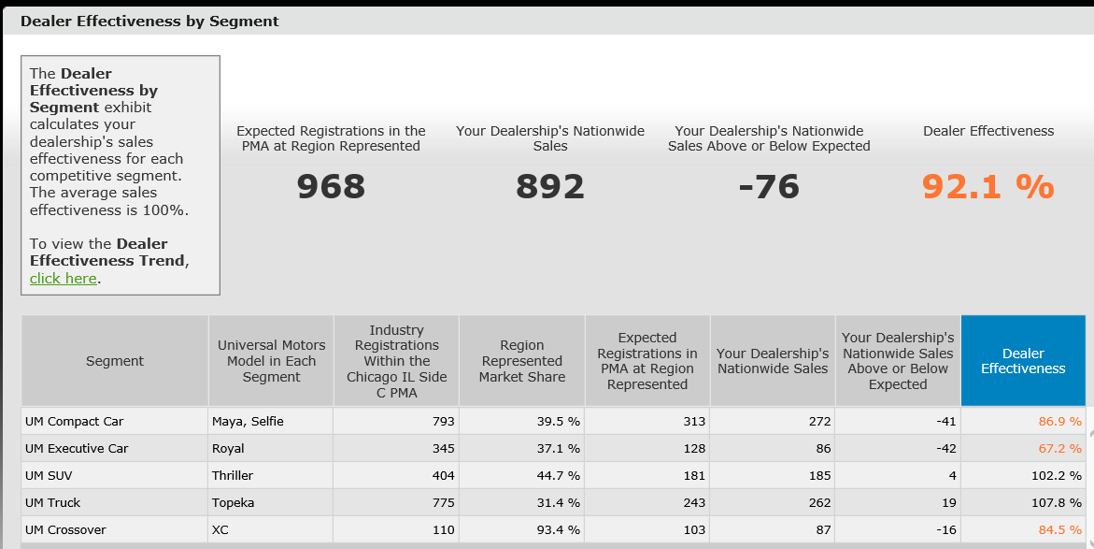 Dealer Effectiveness by Segment
The Dealer
Effectiveness by
Segment exhibit
calculates your
dealership's sales
effectiveness for each
competitive segment.
The average sales
effectiveness is 100%.
To view the Dealer
Effectiveness Trend,
click here.
Expected Registrations in the
PMA at Region Represented
968
Your Dealership's Nationwide
Sales
892
Your Dealership's Nationwide
Sales Above or Below Expected
-76
Dealer Effectiveness
92.1 %
Segment
Universal Motors
Model in Each
Segment
Industry
Registrations
Within the
Chicago IL Side
C PMA
Region
Represented
Market Share
Expected
Registrations in
PMA at Region
Represented
Your Dealership's
Nationwide Sales
Your Dealership's
Nationwide Sales
Above or Below
Expected
Dealer
Effectiveness
UM Compact Car Maya, Selfie 793 39.5 % 313 272 -41 86.9 %
UM Executive Car Royal 345 37.1 % 128 86 -42 67.2 %
UM SUV Thriller 404 44.7 % 181 185 4 102.2 %
UM Truck Topeka 775 31.4 % 243 262 19 107.8 %
UM Crossover XC 110 93.4 % 103 87 -16 84.5 %